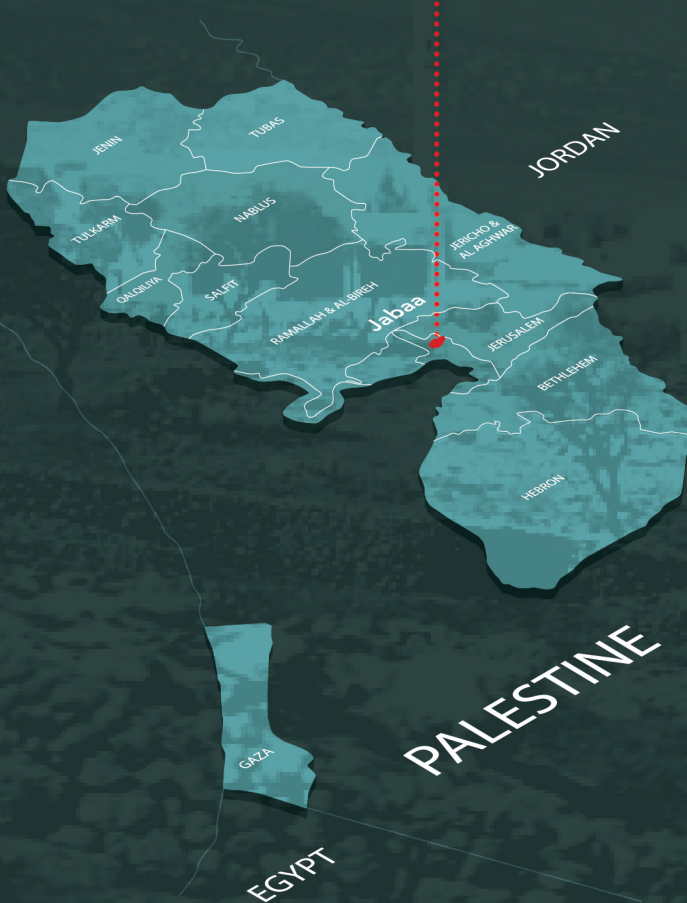 JORDAN
TUBAS
JENIN
NABLUS
TULKARM
JERICHO &
AL AGHWAR
QALQILIYA
SALFIT
RAMALLAH & AL-BIREH
Jabaa
JERUSALEM
BETHLEHEM
HEBRON
PALESTINE
GAZA
EGYPT